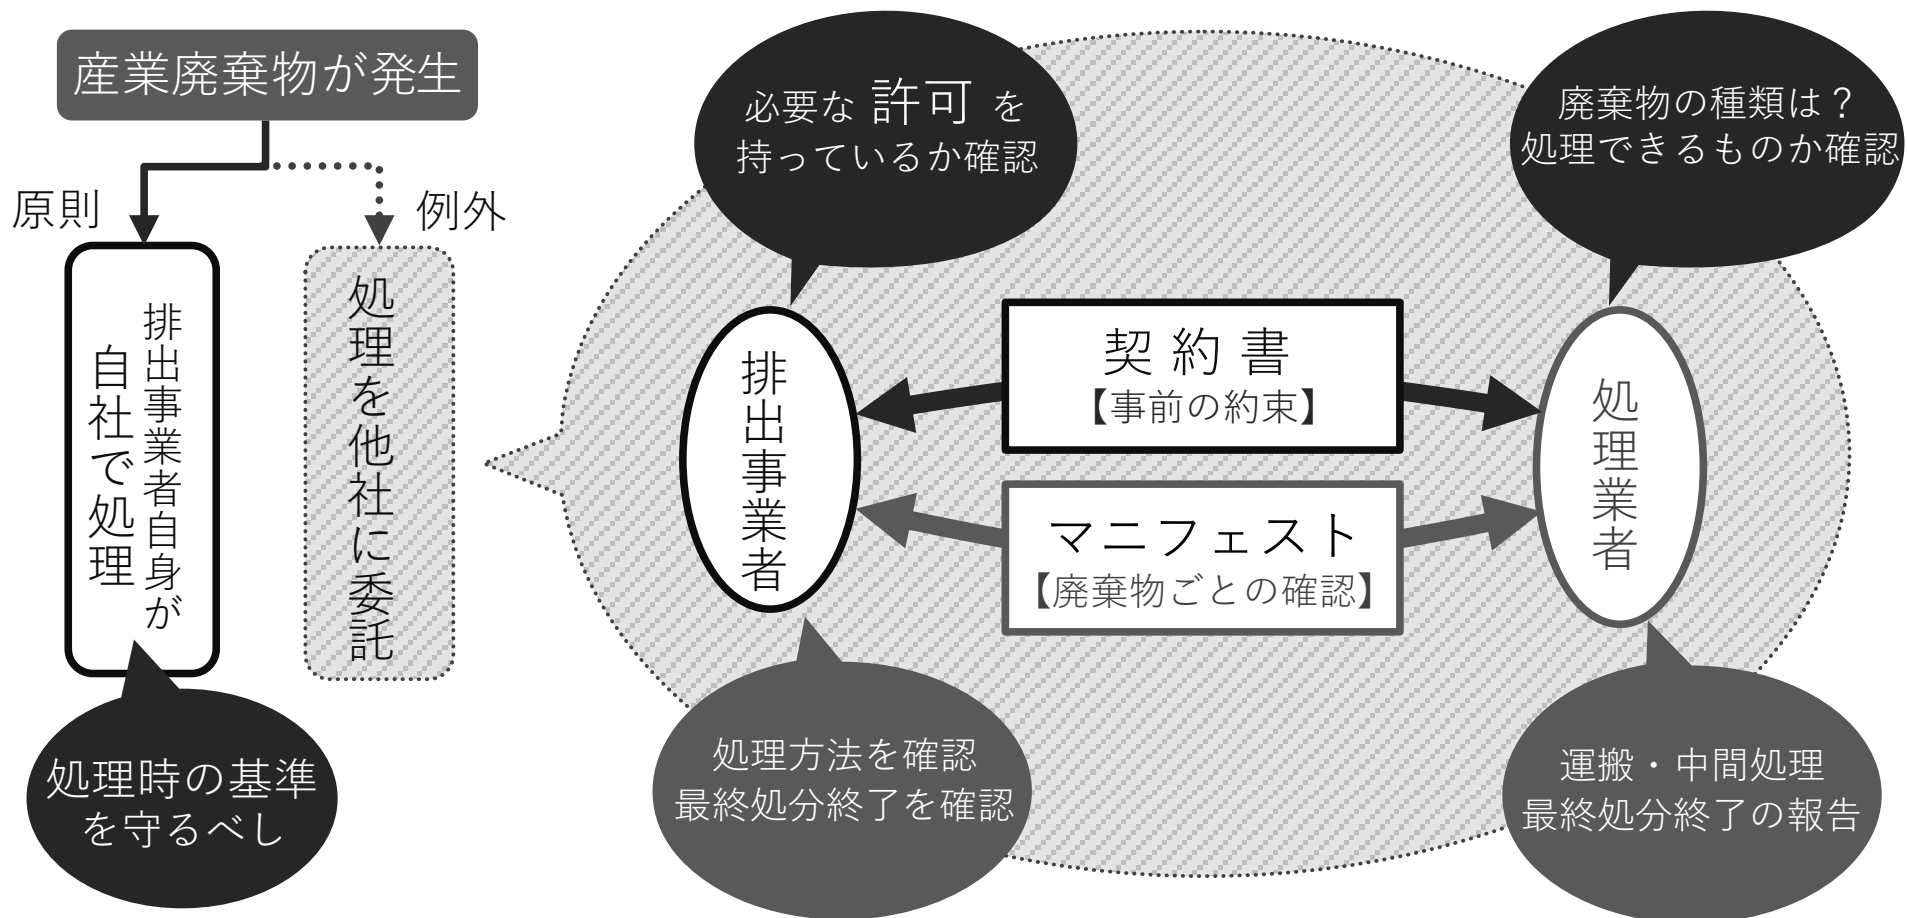 産業廃棄物が発生
原則
例外
排出事業者自身が
自社で処理
処理を他社に委託
処理時の基準
を守るべし
必要な 許可 を
持っているか確認
廃棄物の種類は？
処理できるものか確認
排出事業者
契約書
【事前の約束】
マニフェスト
【廃棄物ごとの確認】
処理業者
処理方法を確認
最終処分終了を確認
運搬・中間処理
最終処分終了の報告